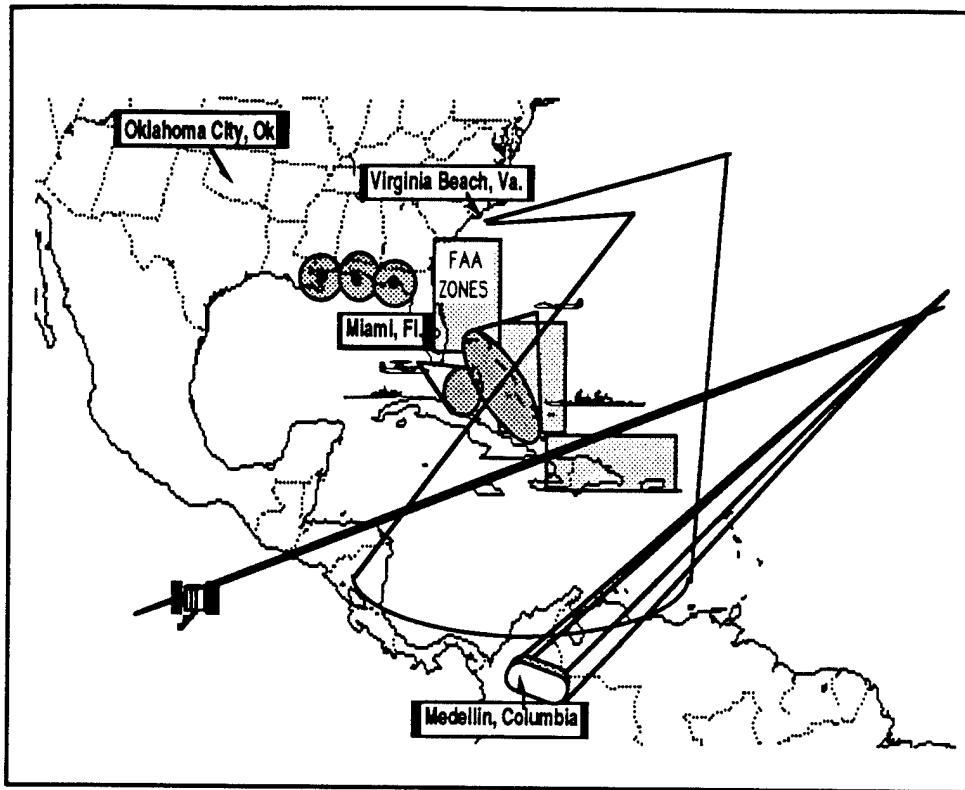 Oklahoma City, Ok
Virginia Beach, Va.
FAA
ZONES
Miami, Fl.
Medellin, Columbia